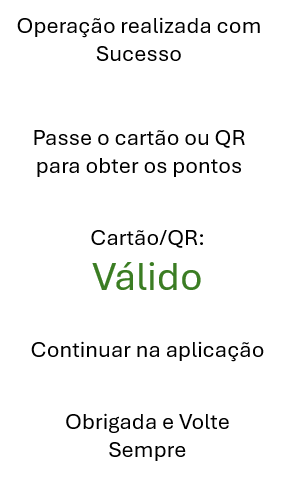 Operação realizada com
Sucesso
Passe o cartão ou QR
para obter os pontos
Cartão/QR:
Válido
Continuar na aplicação
Obrigada e Volte
Sempre